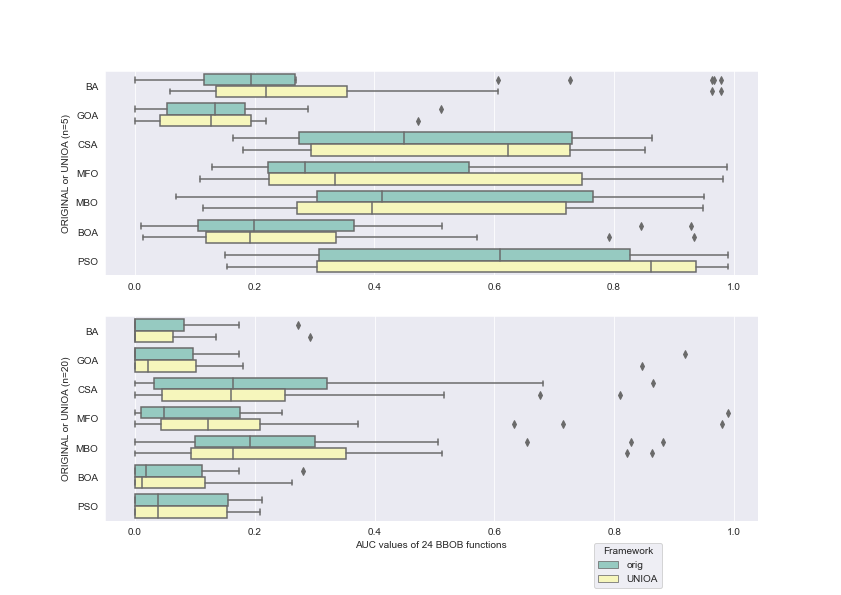 ORIGINAL or UNIOA (n=5)
BA
GOA
CSA
MFO
MBO
BOA
PSO
0.0 0.2 0.4 0.6 0.8 1.0
ORIGINAL or UNIOA (n=20)
BA
GOA
CSA
MFO
MBO
BOA
PSO
0.0 0.2 0.4 0.6 0.8 1.0
AUC values of 24 BBOB functions
Framework
orig
UNIOA